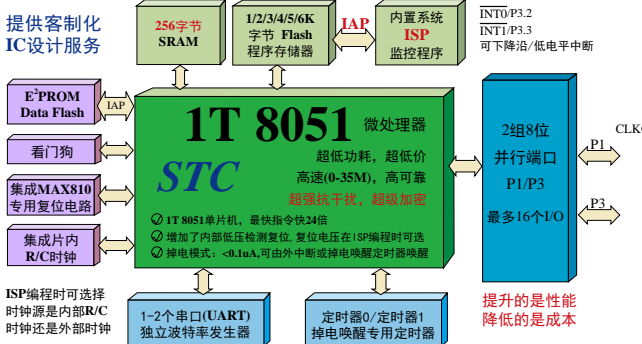 提供客制化
IC设计服务
256字节
SRAM
1/2/3/4/5/6K
字节 Flash
程序存储器
IAP
内置系统
ISP
监控程序
INT0/P3.2
INT1/P3.3
可下降沿/低电平中断
E²PROM
Data Flash
IAP
看门狗
集成MAX810
专用复位电路
集成片内
R/C时钟
1T 8051 微处理器
STC
超低功耗，超低价
高速(0-35M)，高可靠
超强抗干扰，超级加密
1T 8051单片机，最快指令快24倍
增加了内部低压检测复位,复位电压在ISP编程时可选
掉电模式：<0.1uA,可由外中断或掉电唤醒定时器唤醒
2组8位
并行端口
P1/P3
最多16个I/O
P1
P3
ISP编程时可选择
时钟源是内部R/C
时钟还是外部时钟
1-2个串口(UART)
独立波特率发生器
定时器0/定时器1
掉电唤醒专用定时器
提升的是性能
降低的是成本